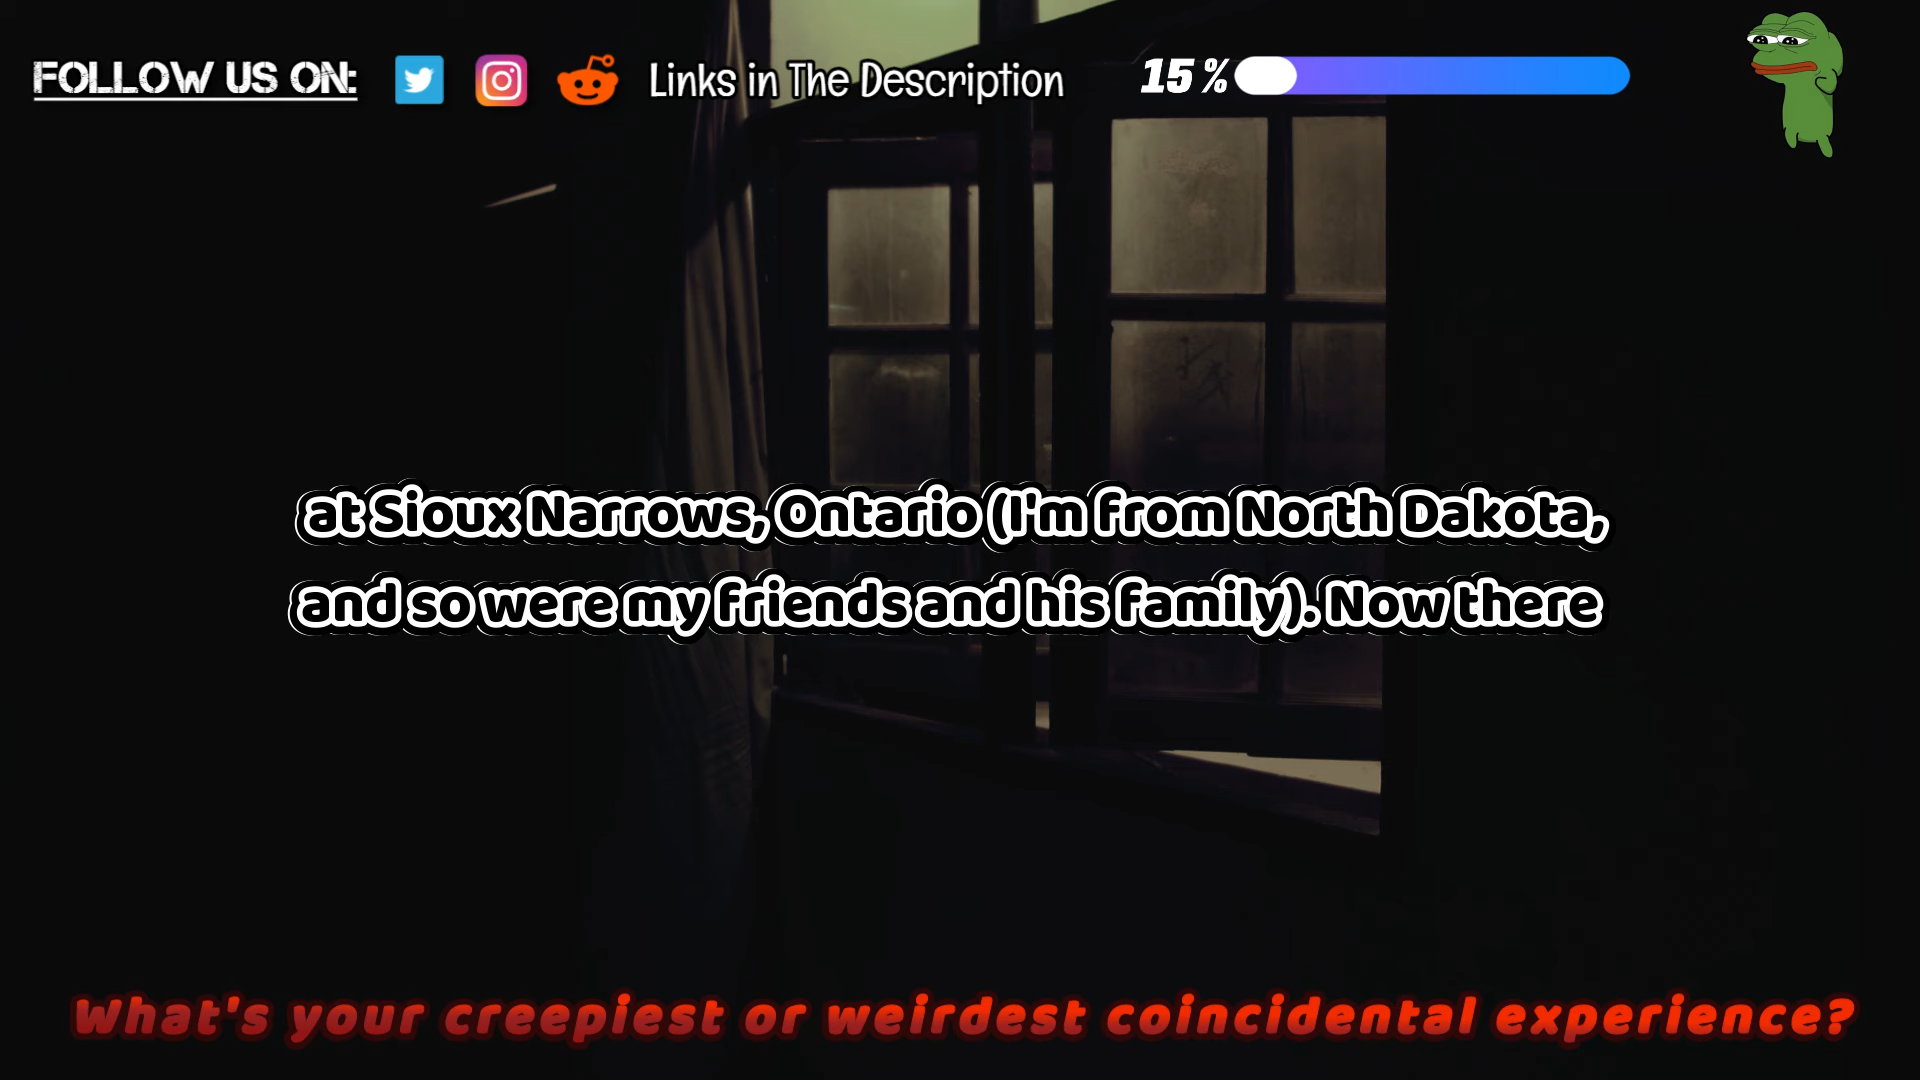 FOLLOW US ON:
Links in The Description
15 %
at Sioux Narrows, Ontario (I'm from North Dakota,
and so were my friends and his family). Now there
What's your creepiest or weirdest coincidental experience?